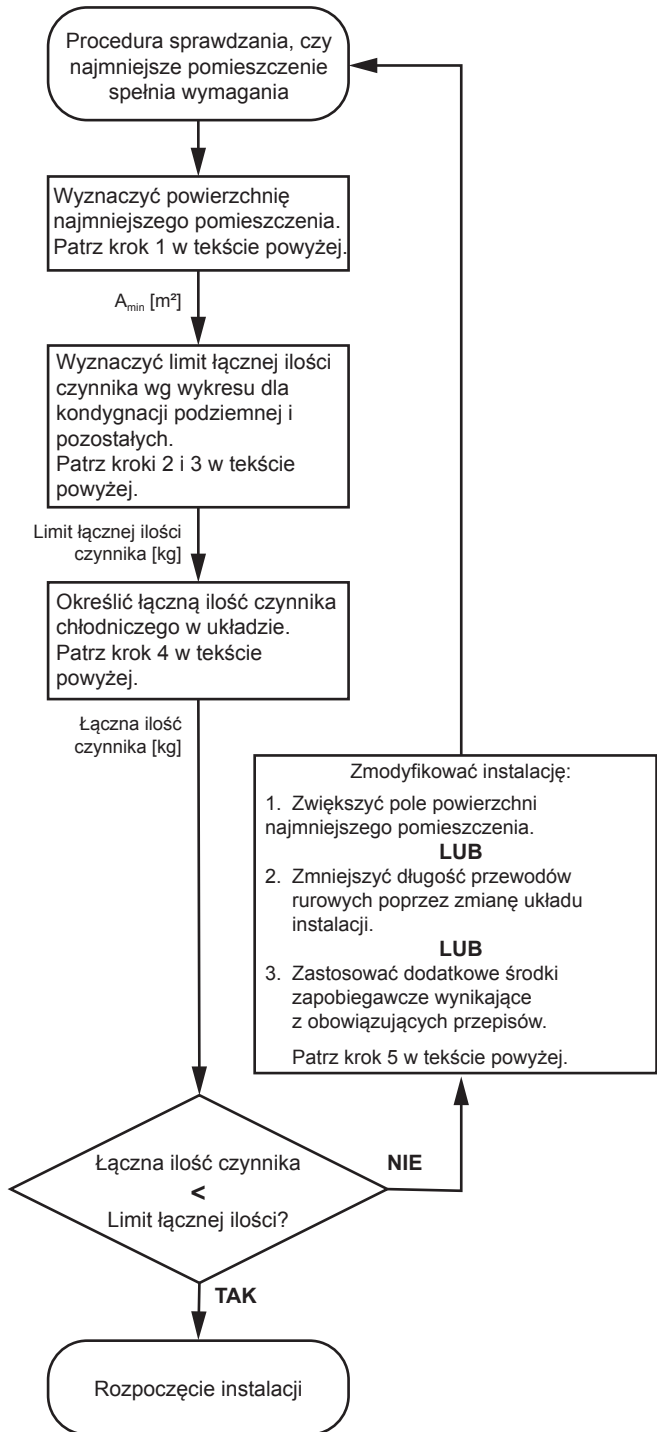 Procedura sprawdzania, czy
najmniejsze pomieszczenie
spełnia wymagania
Wyznaczyć powierzchnię
najmniejszego pomieszczenia.
Patrz krok 1 w tekście powyżej.
Amin [m²]
Wyznaczyć limit łącznej ilości
czynnika wg wykresu dla
kondygnacji podziemnej i
pozostałych.
Patrz kroki 2 i 3 w tekście
powyżej.
Limit łącznej ilości
czynnika [kg]
Określić łączną ilość czynnika
chłodniczego w układzie.
Patrz krok 4 w tekście
powyżej.
Łączna ilość
czynnika [kg]
Zmodyfikować instalację:
1. Zwiększyć pole powierzchni
najmniejszego pomieszczenia.
LUB
2. Zmniejszyć długość przewodów
rurowych poprzez zmianę układu
instalacji.
LUB
3. Zastosować dodatkowe środki
zapobiegawcze wynikające
z obowiązujących przepisów.
Patrz krok 5 w tekście powyżej.
Łączna ilość czynnika
<
Limit łącznej ilości?
NIE
TAK
Rozpoczęcie instalacji